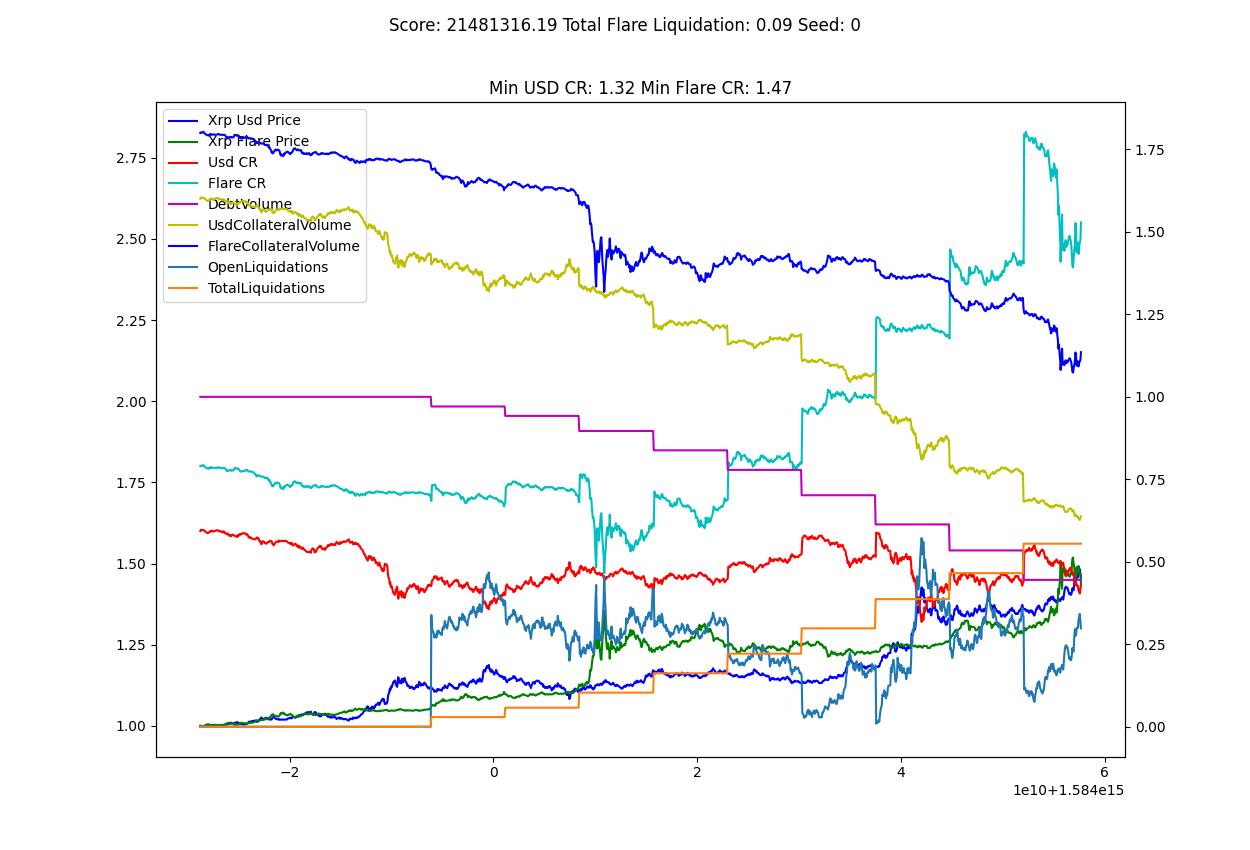 Score: 21481316.19 Total Flare Liquidation: 0.09 Seed: 0
Min USD CR: 1.32 Min Flare CR: 1.47
Xrp Usd Price
Xrp Flare Price
Usd CR
Flare CR
DebtVolume
UsdCollateralVolume
FlareCollateralVolume
OpenLiquidations
TotalLiquidations
2.75
2.50
2.25
2.00
1.75
1.50
1.25
1.00
1.75
1.50
1.25
1.00
0.75
0.50
0.25
0.00
−2 0 2 4 6
1e10+1.584e15